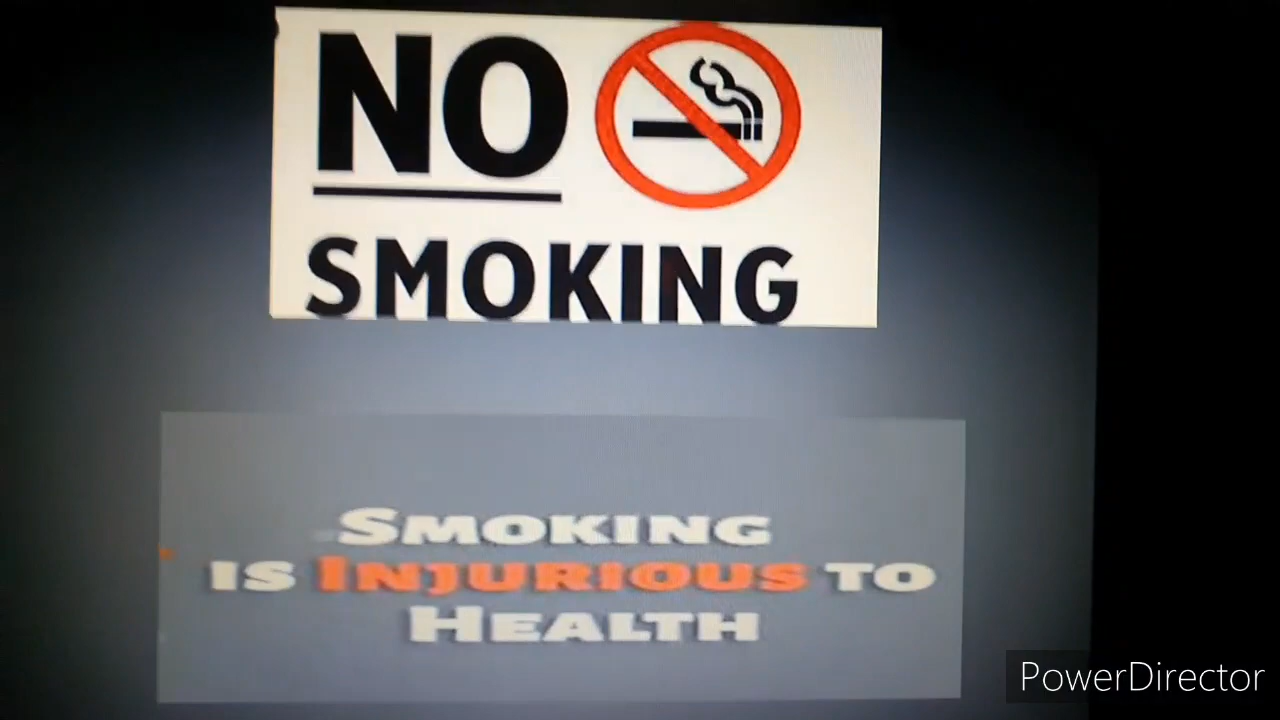 NO
SMOKING
SMOKING
IS INJURIOUS TO
HEALTH
PowerDirector